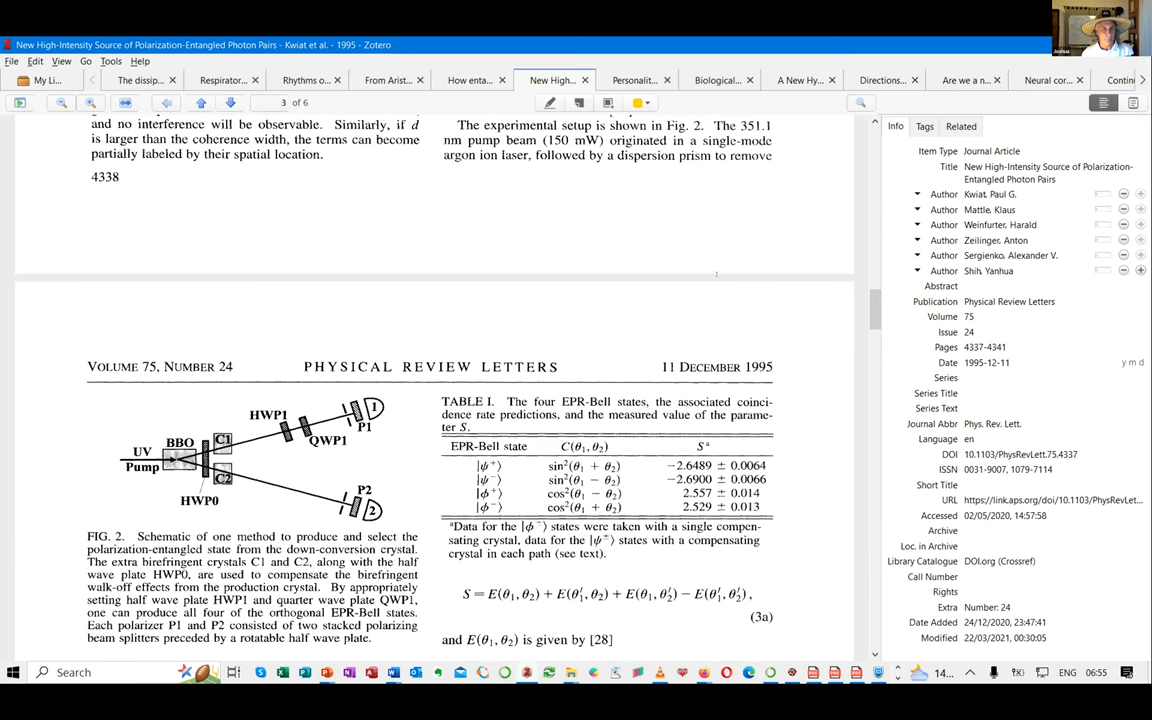 Joshua
New High-Intensity Source of Polarization-Entangled Photon Pairs - Kwiat et al. - 1995 - Zotero
File Edit View Go Tools Help
My Li... The dissip... Respirator... Rhythms o... From Arist... How enta... New High... Personalit... Biological... A New Hy... Directions... Are we a n... Neural cor... Contin
3 of 6
and no interference will be observable. Similarly, if d
is larger than the coherence width, the terms can become
partially labeled by their spatial location.
4338
The experimental setup is shown in Fig. 2. The 351.1
nm pump beam (150 mW) originated in a single-mode
argon ion laser, followed by a dispersion prism to remove
VOLUME 75, NUMBER 24 PHYSICAL REVIEW LETTERS 11 DECEMBER 1995
HWP1
1
P1
QWP1
BBO
C1
UV
Pump
C2
P2
2
HWP0
FIG. 2. Schematic of one method to produce and select the
polarization-entangled state from the down-conversion crystal.
The extra birefringent crystals C1 and C2, along with the half
wave plate HWP0, are used to compensate the birefringent
walk-off effects from the production crystal. By appropriately
setting half wave plate HWP1 and quarter wave plate QWP1,
one can produce all four of the orthogonal EPR-Bell states.
Each polarizer P1 and P2 consisted of two stacked polarizing
beam splitters preceded by a rotatable half wave plate.
TABLE I. The four EPR-Bell states, the associated coinci-
dence rate predictions, and the measured value of the parame-
ter S.
EPR-Bell state C(θ₁, θ₂) Sᵃ
|ψ⁺⟩ sin²(θ₁ + θ₂) −2.6489 ± 0.0064
|ψ⁻⟩ sin²(θ₁ − θ₂) −2.6900 ± 0.0066
|ϕ⁺⟩ cos²(θ₁ − θ₂) 2.557 ± 0.014
|ϕ⁻⟩ cos²(θ₁ + θ₂) 2.529 ± 0.013
ᵃData for the |ϕ⁻⟩ states were taken with a single compen-
sating crystal, data for the |ψ±⟩ states with a compensating
crystal in each path (see text).
S = E(θ₁, θ₂) + E(θ₁′, θ₂) + E(θ₁, θ₂′) − E(θ₁′, θ₂′),
(3a)
and E(θ₁, θ₂) is given by [28]
Info Tags Related
Item Type Journal Article
Title New High-Intensity Source of Polarization-
Entangled Photon Pairs
Author Kwiat, Paul G.
Author Mattle, Klaus
Author Weinfurter, Harald
Author Zeilinger, Anton
Author Sergienko, Alexander V.
Author Shih, Yanhua
Abstract
Publication Physical Review Letters
Volume 75
Issue 24
Pages 4337-4341
Date 1995-12-11 y m d
Series
Series Title
Series Text
Journal Abbr Phys. Rev. Lett.
Language en
DOI 10.1103/PhysRevLett.75.4337
ISSN 0031-9007, 1079-7114
Short Title
URL https://link.aps.org/doi/10.1103/PhysRevLet...
Accessed 02/05/2020, 14:57:58
Archive
Loc. in Archive
Library Catalogue DOI.org (Crossref)
Call Number
Rights
Extra Number: 24
Date Added 24/12/2020, 23:47:41
Modified 22/03/2021, 00:30:05
Search
14... ENG 06:55